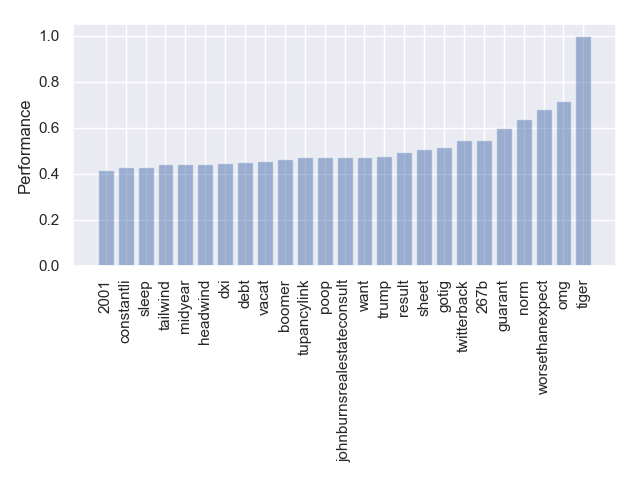 1.0
0.8
0.6
0.4
0.2
0.0
Performance
2001
constantli
sleep
tailwind
midyear
headwind
dxi
debt
vacat
boomer
tupancylink
poop
johnburnsrealestateconsult
want
trump
result
sheet
gotig
twitterback
267b
guarant
norm
worsethanexpect
omg
tiger